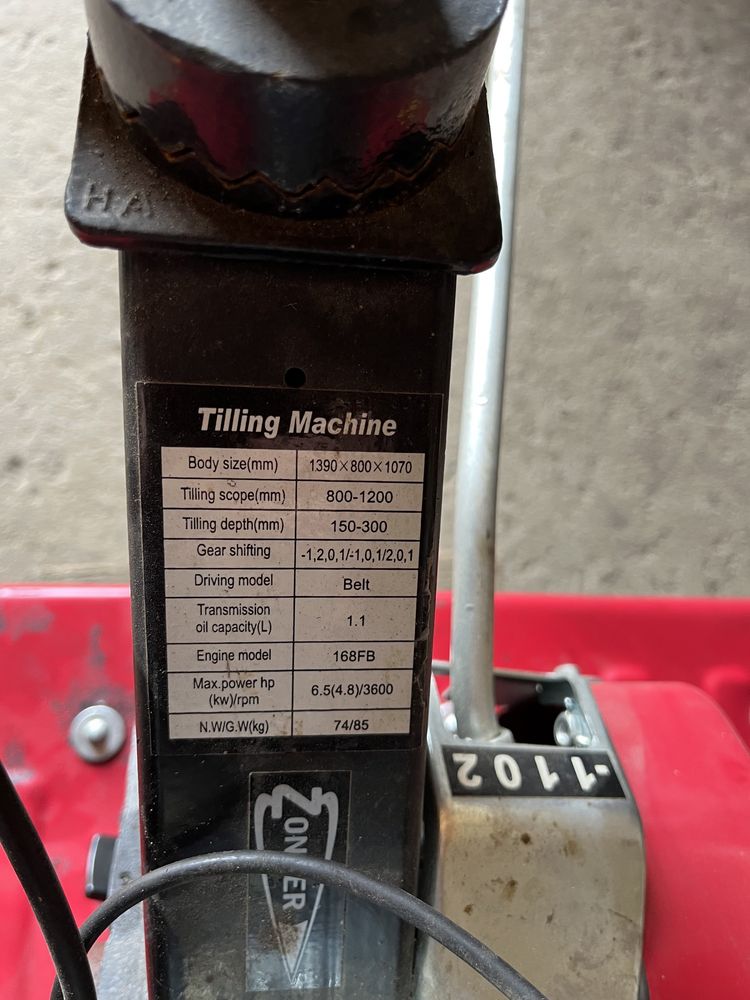 HA
Tilling Machine
Body size(mm) 1390×800×1070
Tilling scope(mm) 800-1200
Tilling depth(mm) 150-300
Gear shifting -1,2,0,1/-1,0,1/2,0,1
Driving model Belt
Transmission
oil capacity(L) 1.1
Engine model 168FB
Max.power hp
(kw)/rpm 6.5(4.8)/3600
N.W/G.W(kg) 74/85
-1102